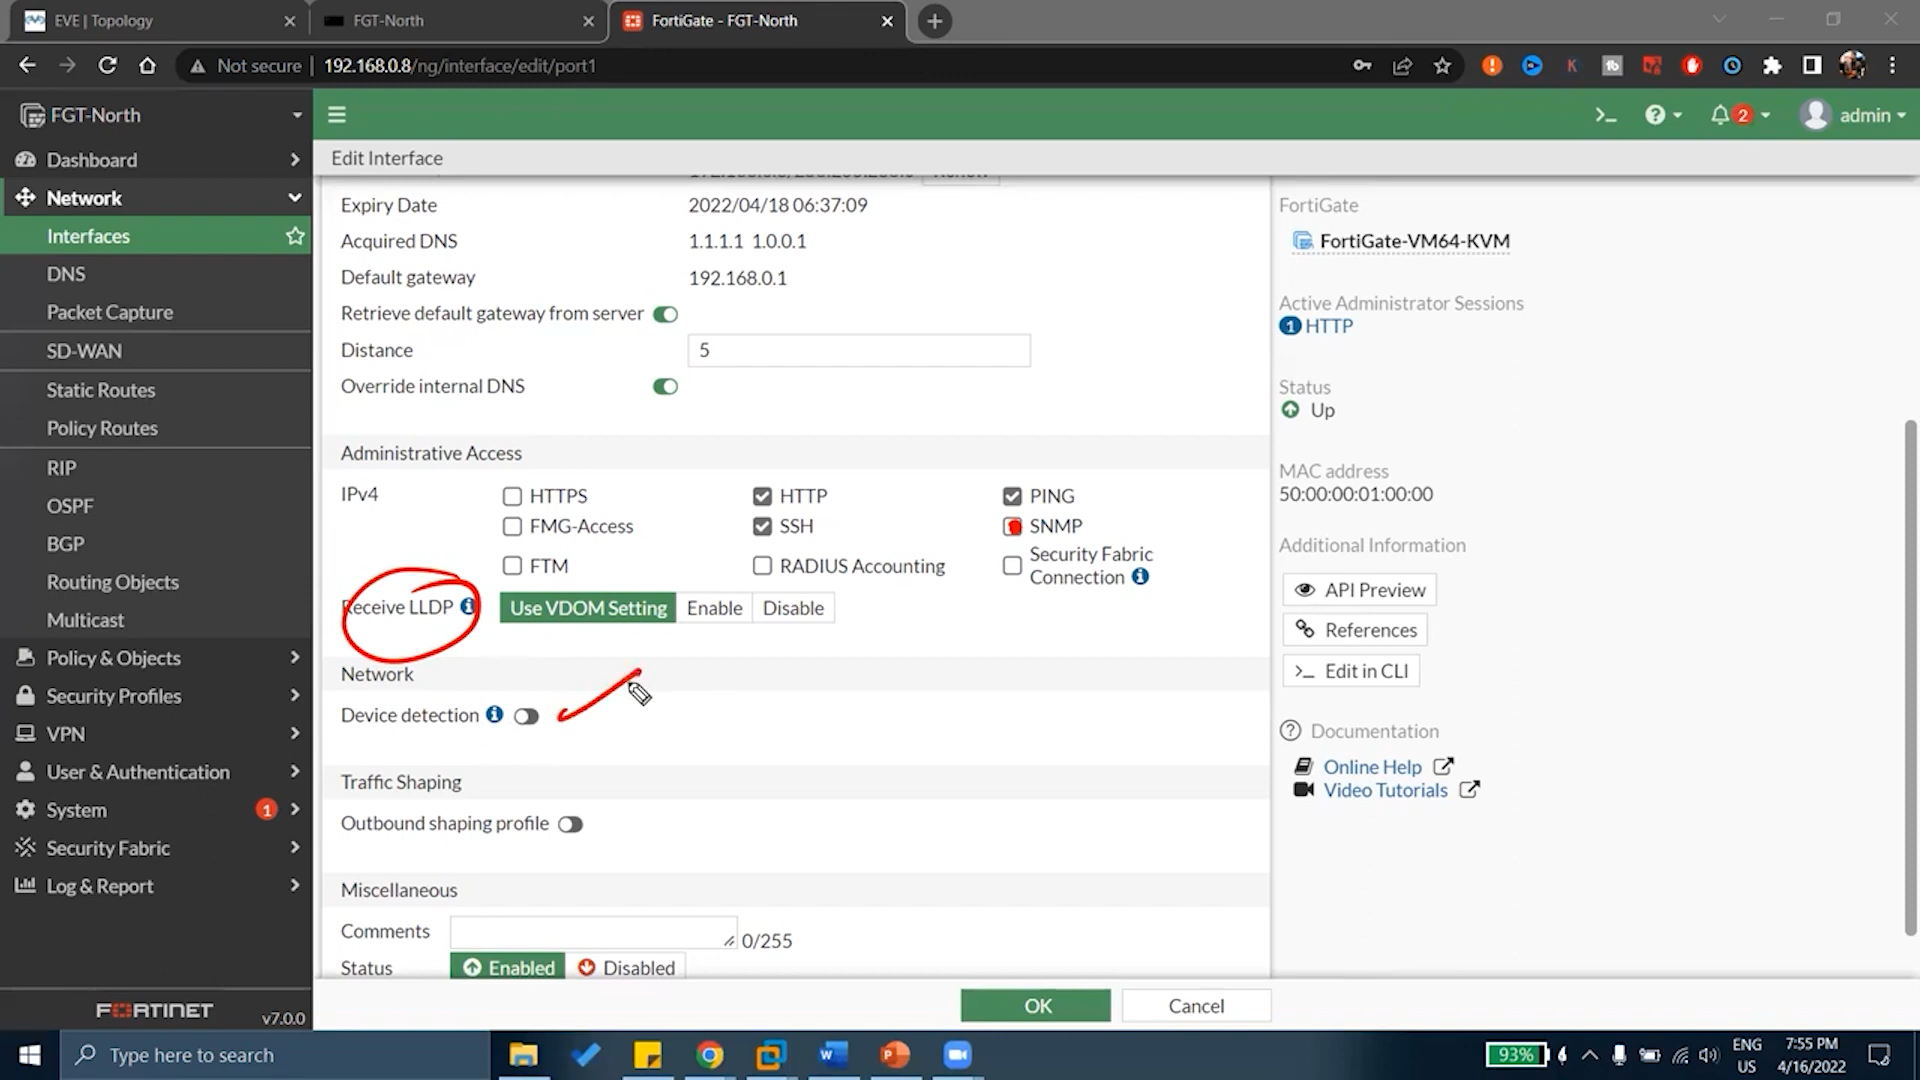 EVE | Topology
FGT-North
FortiGate - FGT-North
Not secure
192.168.0.8/ng/interface/edit/port1
FGT-North
admin
2
Dashboard
Network
Interfaces
DNS
Packet Capture
SD-WAN
Static Routes
Policy Routes
RIP
OSPF
BGP
Routing Objects
Multicast
Policy & Objects
Security Profiles
VPN
User & Authentication
System
1
Security Fabric
Log & Report
FORTINET
v7.0.0
Edit Interface
Expiry Date 2022/04/18 06:37:09
Acquired DNS 1.1.1.1 1.0.0.1
Default gateway 192.168.0.1
Retrieve default gateway from server
Distance 5
Override internal DNS
Administrative Access
IPv4
HTTPS HTTP PING
FMG-Access SSH SNMP
FTM RADIUS Accounting Security Fabric Connection
Receive LLDP Use VDOM Setting Enable Disable
Network
Device detection
Traffic Shaping
Outbound shaping profile
Miscellaneous
Comments 0/255
Status Enabled Disabled
OK Cancel
FortiGate
FortiGate-VM64-KVM
Active Administrator Sessions
1 HTTP
Status
Up
MAC address
50:00:00:01:00:00
Additional Information
API Preview
References
Edit in CLI
Documentation
Online Help
Video Tutorials
Type here to search
93%
ENG
US
7:55 PM
4/16/2022